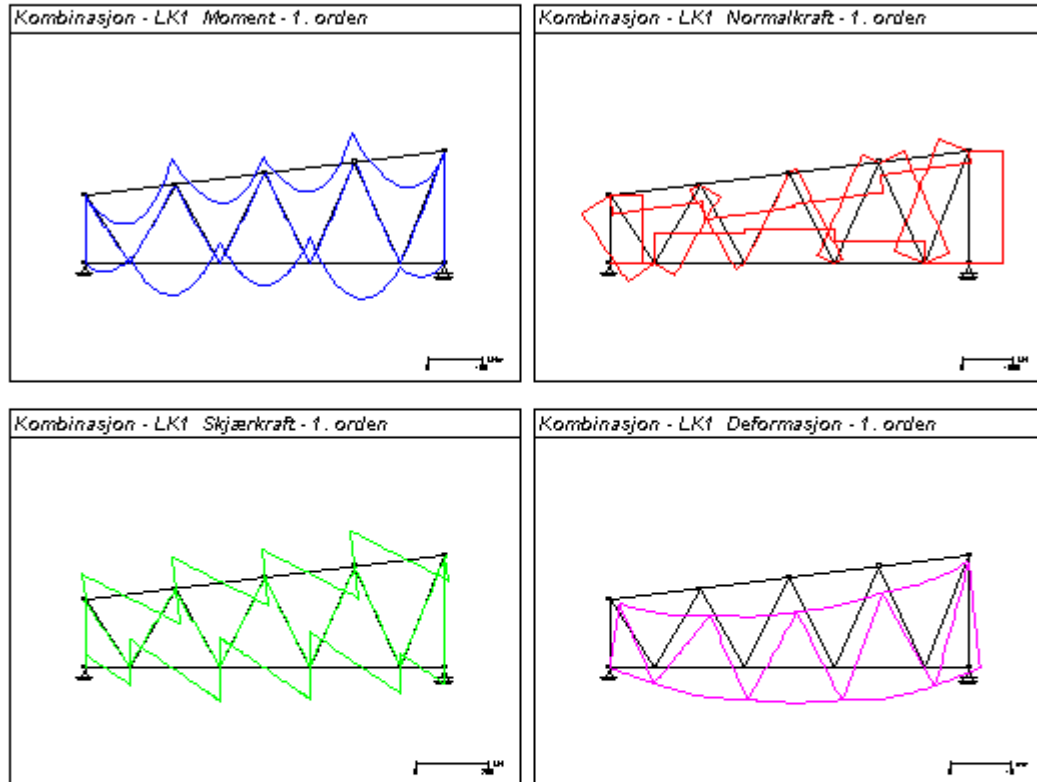 Kombinasjon - LK1 Moment - 1. orden
Kombinasjon - LK1 Normalkraft - 1. orden
Kombinasjon - LK1 Skjærkraft - 1. orden
Kombinasjon - LK1 Deformasjon - 1. orden